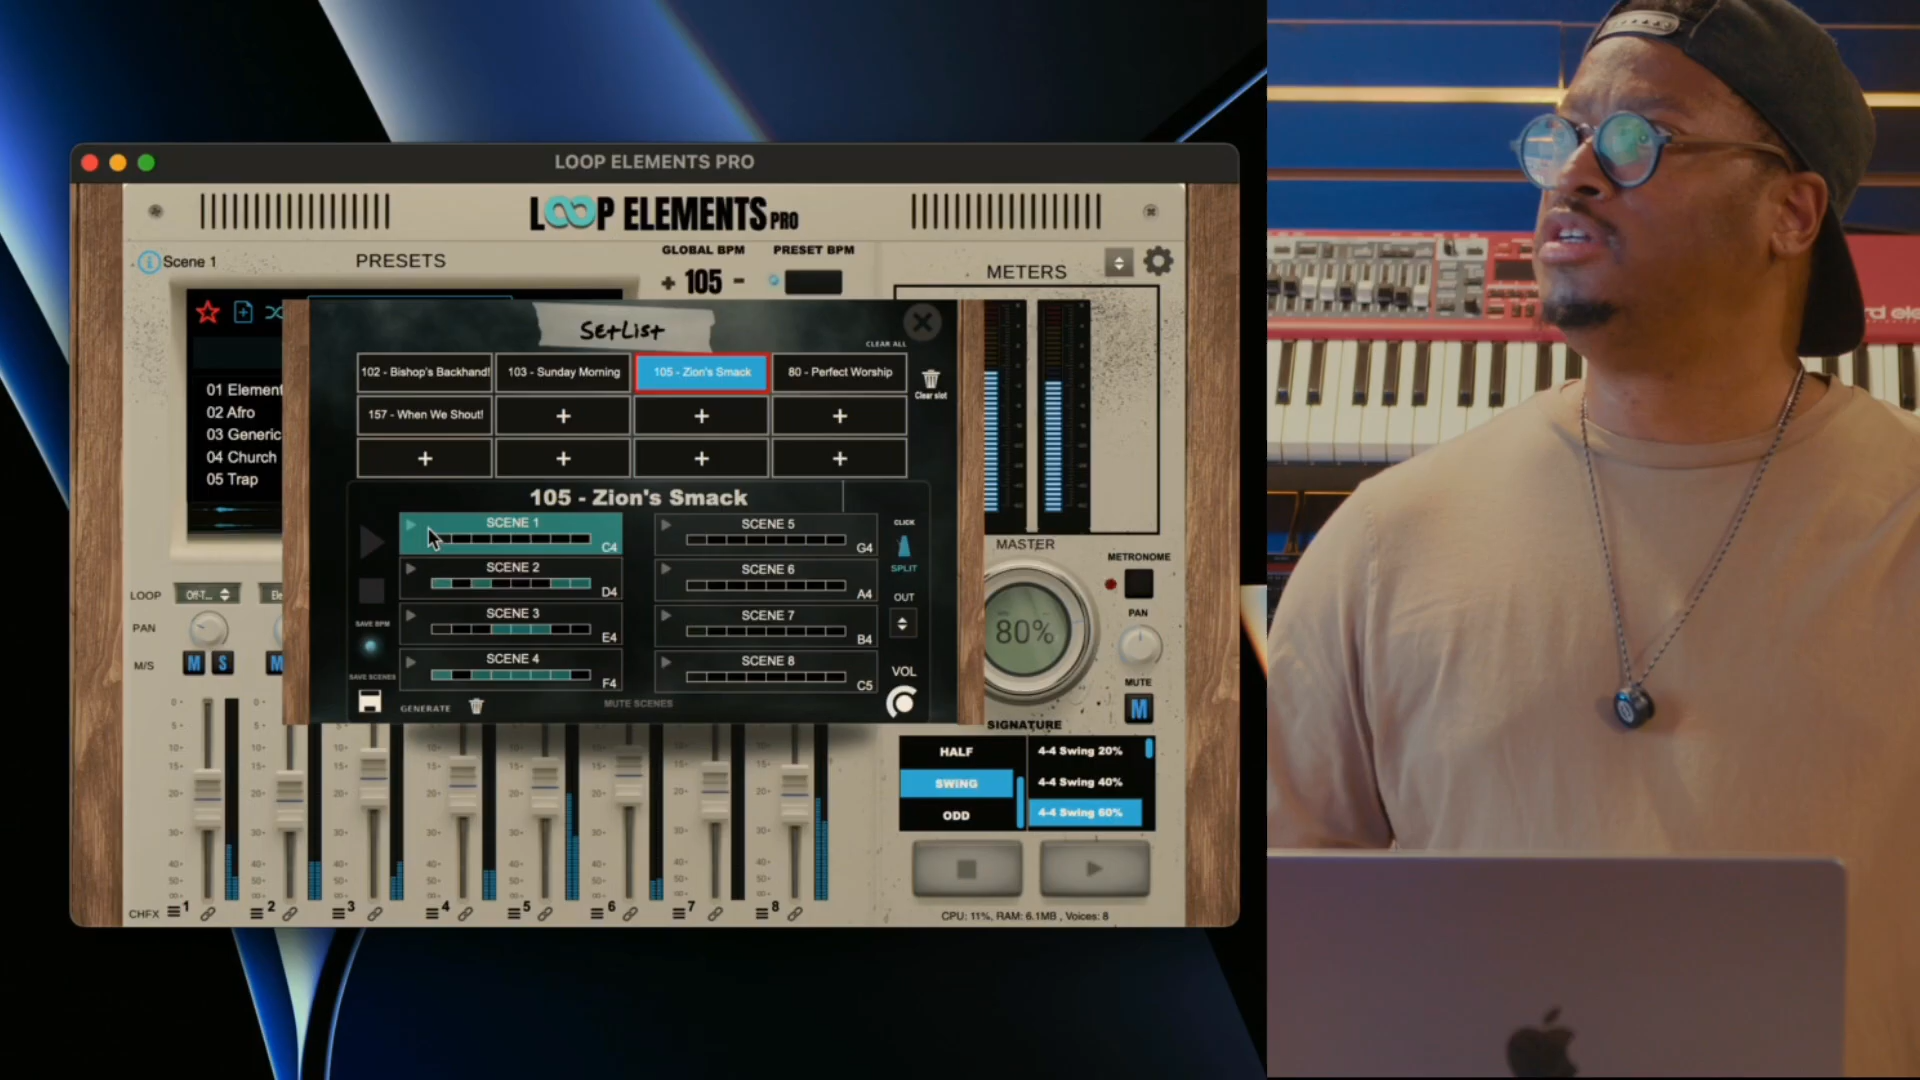 LOOP ELEMENTS PRO
LOOP ELEMENTS PRO
GLOBAL BPM
PRESET BPM
i Scene 1
PRESETS
+ 105 -
METERS
SetList
CLEAR ALL
102 - Bishop's Backhand!
103 - Sunday Morning
105 - Zion's Smack
80 - Perfect Worship
Clear slot
157 - When We Shout!
+ + +
+ + + +
01 Element
02 Afro
03 Generic
04 Church
05 Trap
105 - Zion's Smack
SCENE 1
C4
SCENE 2
D4
SCENE 3
E4
SCENE 4
F4
SCENE 5
G4
SCENE 6
A4
SCENE 7
B4
SCENE 8
C5
CLICK
SPLIT
OUT
VOL
SAVE BPM
SAVE SCENES
GENERATE
MUTE SCENES
MASTER
80%
METRONOME
PAN
MUTE
M
LOOP
Off-T...
Ele
PAN
M/S
M S M
SIGNATURE
HALF
SWING
ODD
4-4 Swing 20%
4-4 Swing 40%
4-4 Swing 60%
CHFX
1 2 3 4 5 6 7 8
CPU: 11%, RAM: 6.1MB , Voices: 8
rd ele